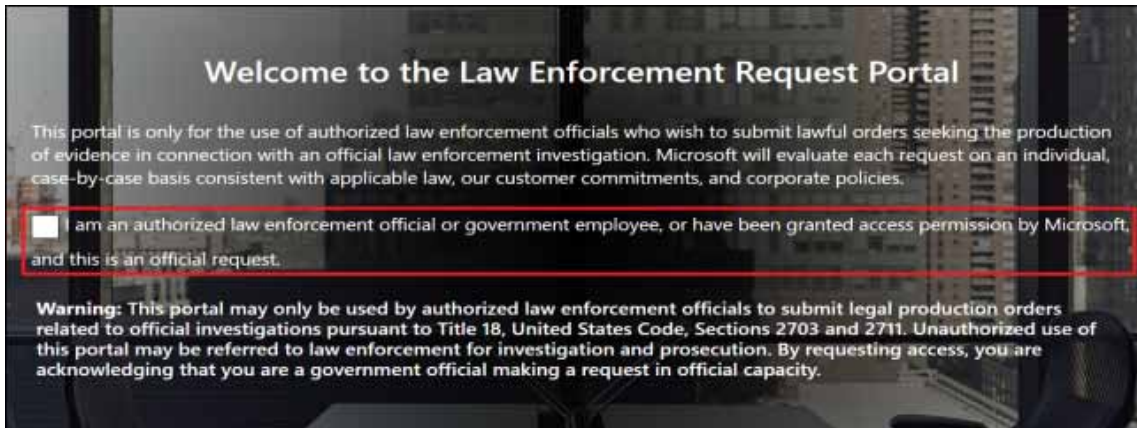 Welcome to the Law Enforcement Request Portal
This portal is only for the use of authorized law enforcement officials who wish to submit lawful orders seeking the production
of evidence in connection with an official law enforcement investigation. Microsoft will evaluate each request on an individual,
case-by-case basis consistent with applicable law, our customer commitments, and corporate policies.
I am an authorized law enforcement official or government employee, or have been granted access permission by Microsoft,
and this is an official request.
Warning: This portal may only be used by authorized law enforcement officials to submit legal production orders
related to official investigations pursuant to Title 18, United States Code, Sections 2703 and 2711. Unauthorized use of
this portal may be referred to law enforcement for investigation and prosecution. By requesting access, you are
acknowledging that you are a government official making a request in official capacity.